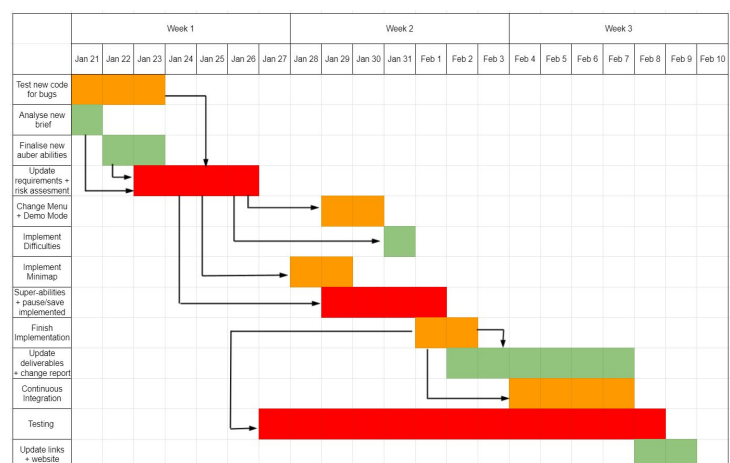 Week 1
Week 2
Week 3
Jan 21
Jan 22
Jan 23
Jan 24
Jan 25
Jan 26
Jan 27
Jan 28
Jan 29
Jan 30
Jan 31
Feb 1
Feb 2
Feb 3
Feb 4
Feb 5
Feb 6
Feb 7
Feb 8
Feb 9
Feb 10
Test new code
for bugs
Analyse new
brief
Finalise new
auber abilities
Update
requirements +
risk assesment
Change Menu
+ Demo Mode
Implement
Difficulties
Implement
Minimap
Super-abilities
+ pause/save
implemented
Finish
Implementation
Update
deliverables
+ change report
Continuous
Integration
Testing
Update links
+ website